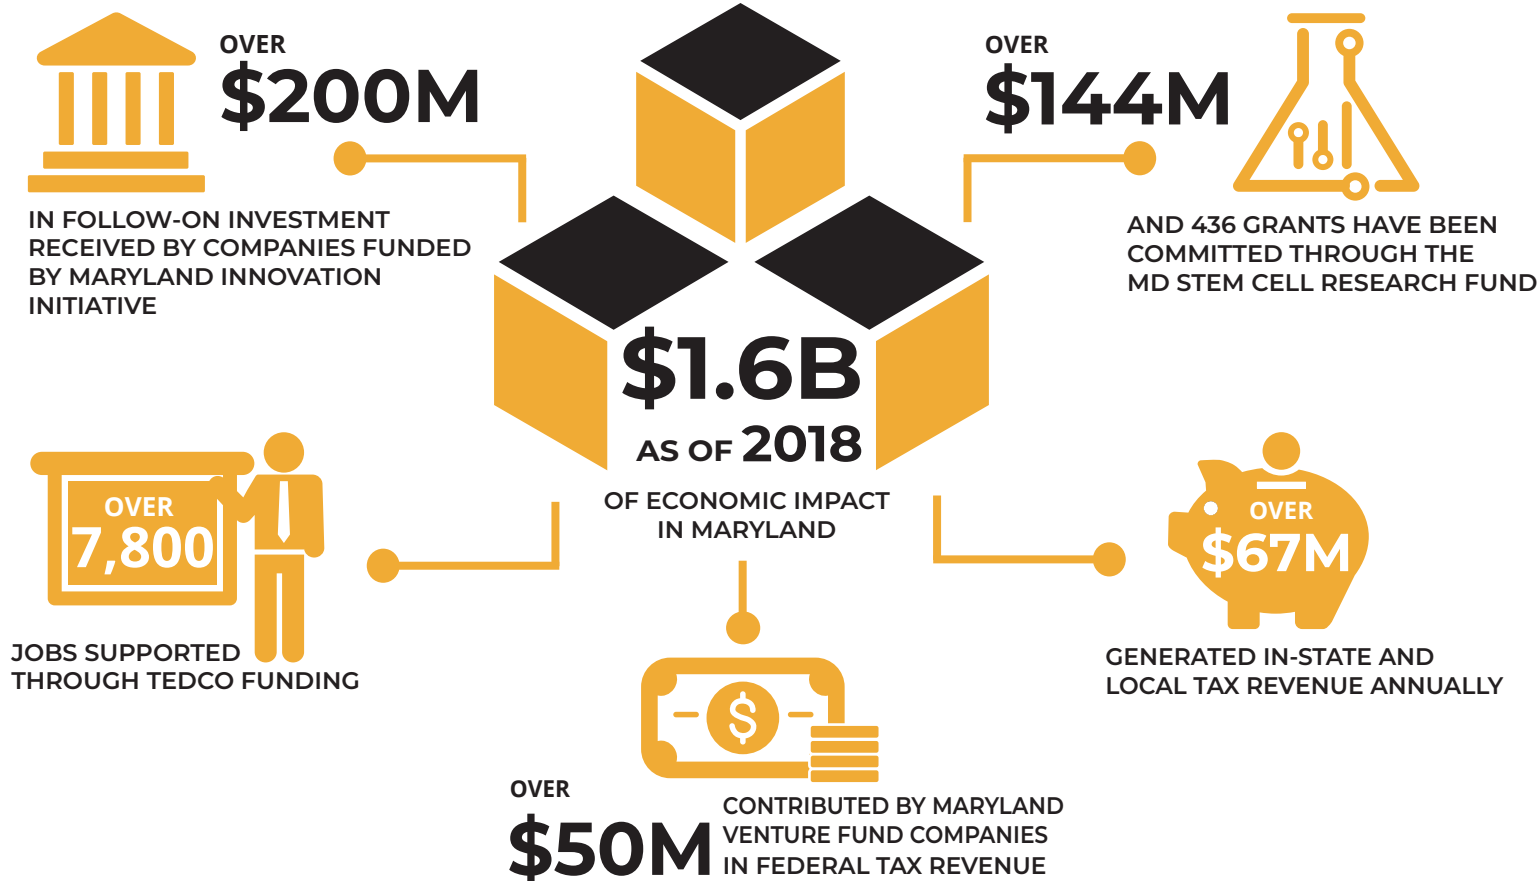 OVER
$200M
IN FOLLOW-ON INVESTMENT
RECEIVED BY COMPANIES FUNDED
BY MARYLAND INNOVATION
INITIATIVE
OVER
$144M
AND 436 GRANTS HAVE BEEN
COMMITTED THROUGH THE
MD STEM CELL RESEARCH FUND
$1.6B
AS OF 2018
OF ECONOMIC IMPACT
IN MARYLAND
OVER
7,800
JOBS SUPPORTED
THROUGH TEDCO FUNDING
$
OVER
$50M
CONTRIBUTED BY MARYLAND
VENTURE FUND COMPANIES
IN FEDERAL TAX REVENUE
OVER
$67M
GENERATED IN-STATE AND
LOCAL TAX REVENUE ANNUALLY